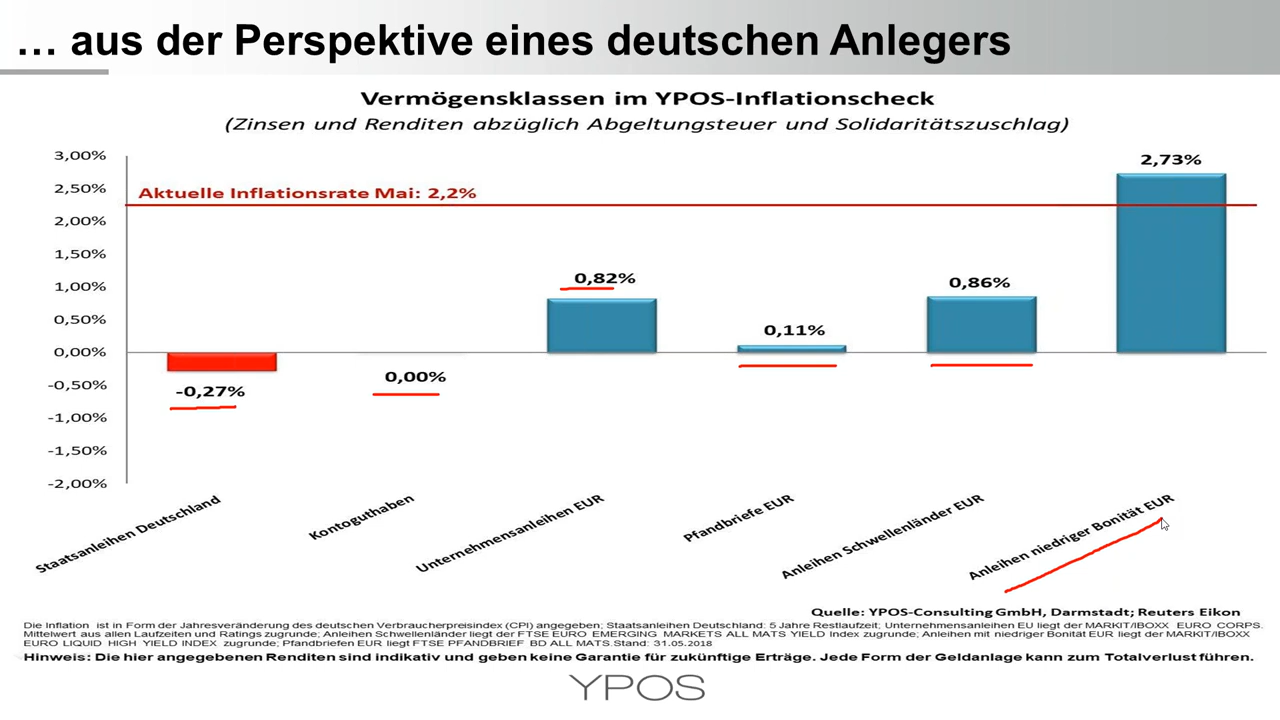 ... aus der Perspektive eines deutschen Anlegers
Vermögensklassen im YPOS-Inflationscheck
(Zinsen und Renditen abzüglich Abgeltungsteuer und Solidaritätszuschlag)
3,00%
2,50%
2,00%
1,50%
1,00%
0,50%
0,00%
-0,50%
-1,00%
-1,50%
-2,00%
Aktuelle Inflationsrate Mai: 2,2%
-0,27%
0,00%
0,82%
0,11%
0,86%
2,73%
Staatsanleihen Deutschland
Kontoguthaben
Unternehmensanleihen EUR
Pfandbriefe EUR
Anleihen Schwellenländer EUR
Anleihen niedriger Bonität EUR
Quelle: YPOS-Consulting GmbH, Darmstadt; Reuters Eikon
Die Inflation ist in Form der Jahresveränderung des deutschen Verbraucherpreisindex (CPI) angegeben; Staatsanleihen Deutschland: 5 Jahre Restlaufzeit; Unternehmensanleihen EU liegt der MARKIT/IBOXX EURO CORPS.
Mittelwert aus allen Laufzeiten und Ratings zugrunde; Anleihen Schwellenländer liegt der FTSE EURO EMERGING MARKETS ALL MATS YIELD Index zugrunde; Anleihen mit niedriger Bonität EUR liegt der MARKIT/IBOXX
EURO LIQUID HIGH YIELD INDEX zugrunde; Pfandbriefen EUR liegt FTSE PFANDBRIEF BD ALL MATS.Stand: 31.05.2018
Hinweis: Die hier angegebenen Renditen sind indikativ und geben keine Garantie für zukünftige Erträge. Jede Form der Geldanlage kann zum Totalverlust führen.
YPOS